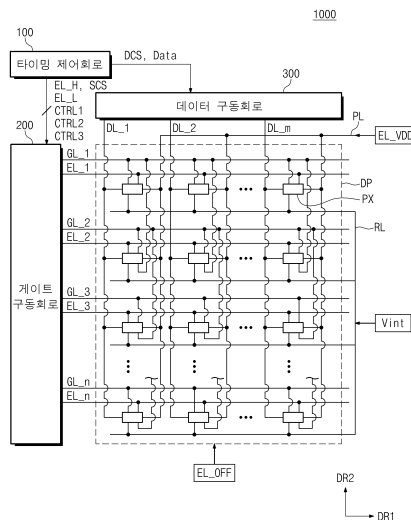 1000
100
타이밍 제어회로
DCS, Data
EL_H, SCS
EL_L
CTRL1
CTRL2
CTRL3
300
데이터 구동회로
200
DL_1
DL_2
DL_m
PL
EL_VDD
GL_1
EL_1
DP
PX
RL
GL_2
EL_2
게이트
구동회로
GL_3
EL_3
Vint
GL_n
EL_n
EL_OFF
DR2
DR1